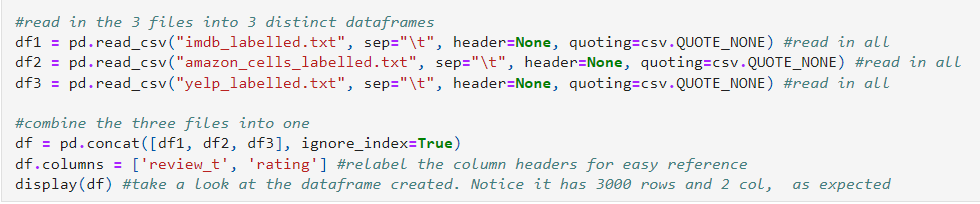 #read in the 3 files into 3 distinct dataframes
df1 = pd.read_csv("imdb_labelled.txt", sep="\t", header=None, quoting=csv.QUOTE_NONE) #read in all
df2 = pd.read_csv("amazon_cells_labelled.txt", sep="\t", header=None, quoting=csv.QUOTE_NONE) #read in all
df3 = pd.read_csv("yelp_labelled.txt", sep="\t", header=None, quoting=csv.QUOTE_NONE) #read in all
#combine the three files into one
df = pd.concat([df1, df2, df3], ignore_index=True)
df.columns = ['review_t', 'rating'] #relabel the column headers for easy reference
display(df) #take a look at the dataframe created. Notice it has 3000 rows and 2 col,  as expected